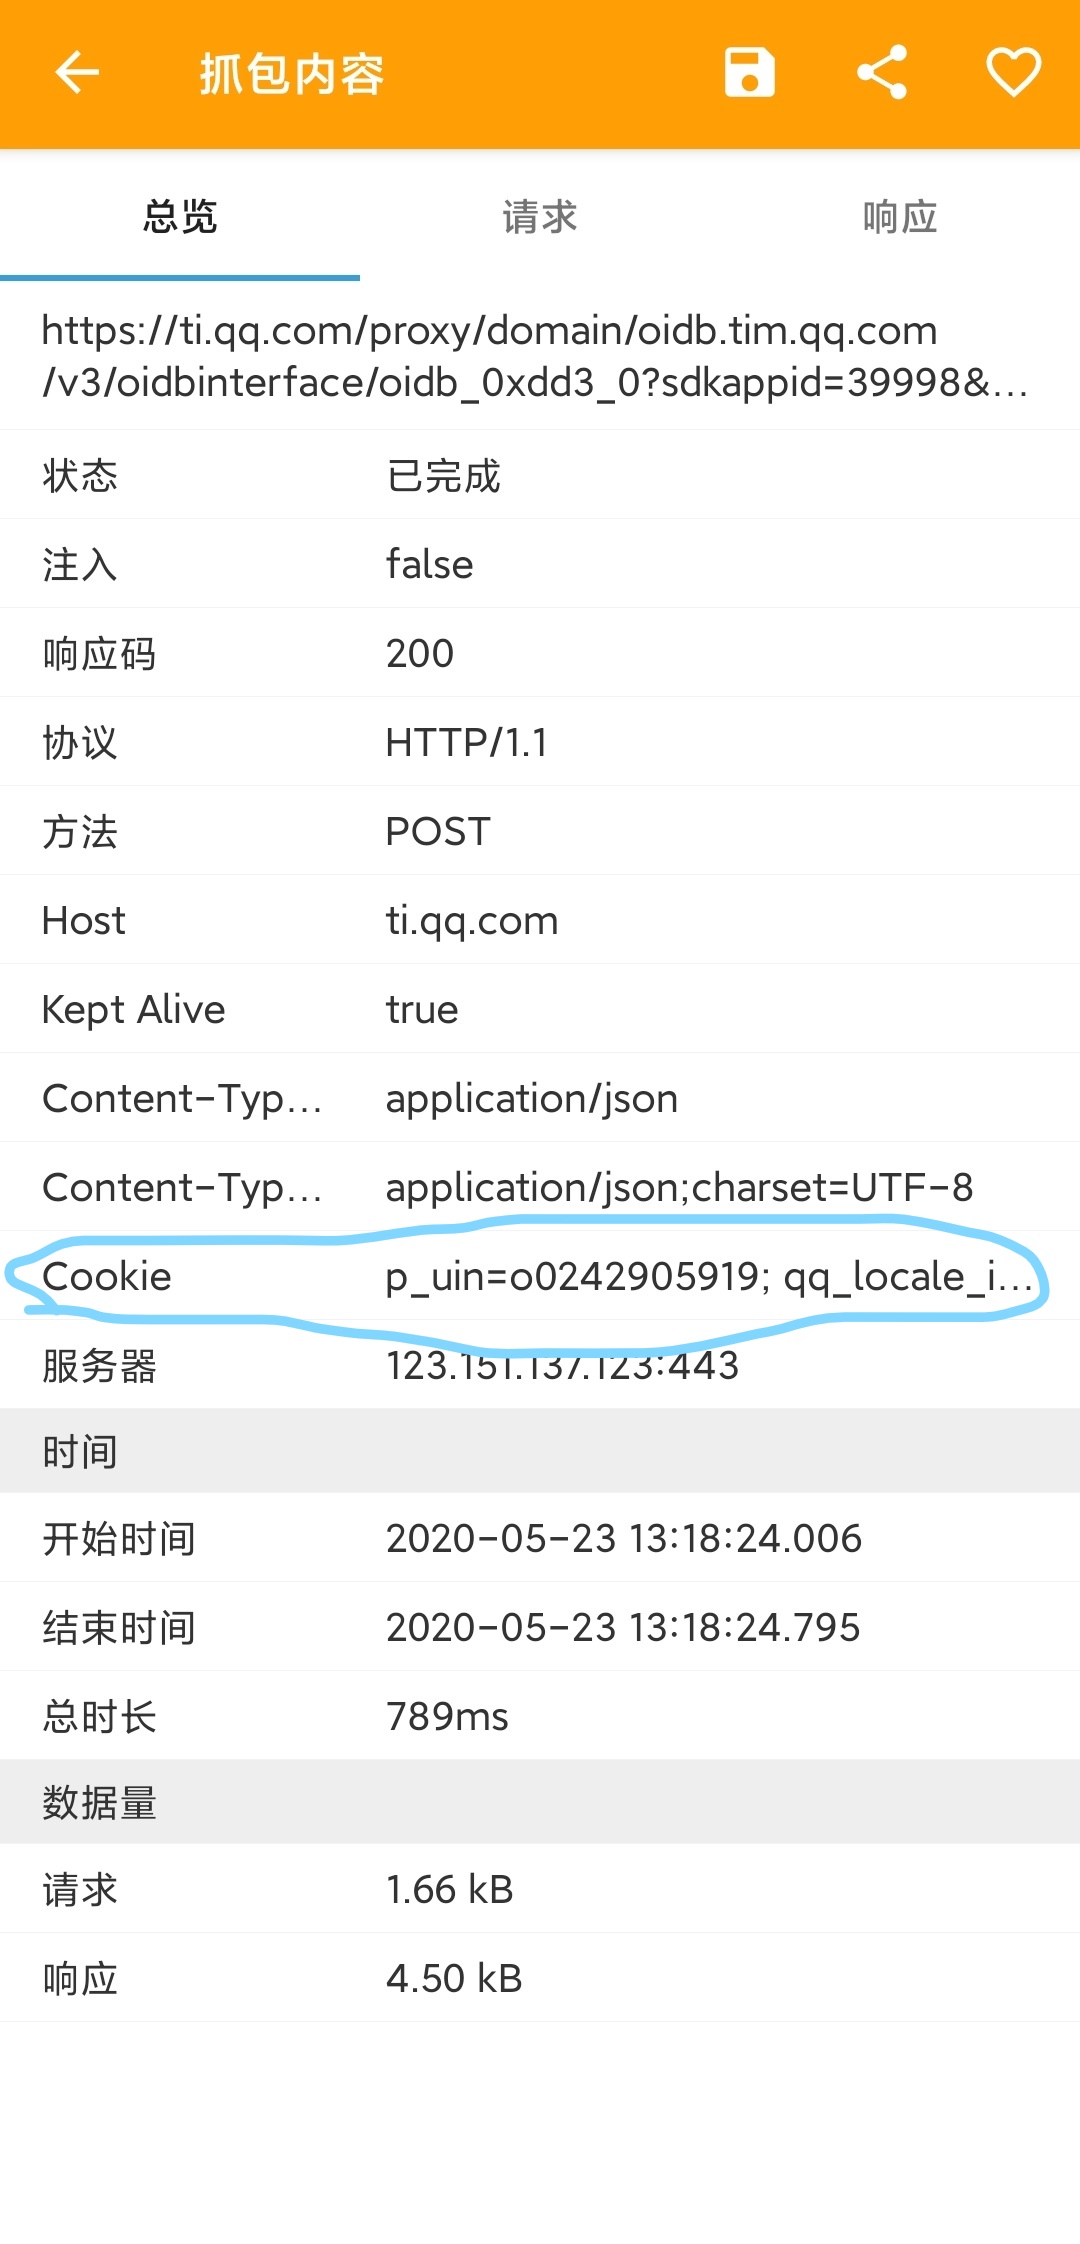 抓包内容
总览 请求 响应
https://ti.qq.com/proxy/domain/oidb.tim.qq.com
/v3/oidbinterface/oidb_0xdd3_0?sdkappid=39998&...
状态 已完成
注入 false
响应码 200
协议 HTTP/1.1
方法 POST
Host ti.qq.com
Kept Alive true
Content-Typ... application/json
Content-Typ... application/json;charset=UTF-8
Cookie p_uin=o0242905919; qq_locale_i...
服务器 123.151.137.123:443
时间
开始时间 2020-05-23 13:18:24.006
结束时间 2020-05-23 13:18:24.795
总时长 789ms
数据量
请求 1.66 kB
响应 4.50 kB